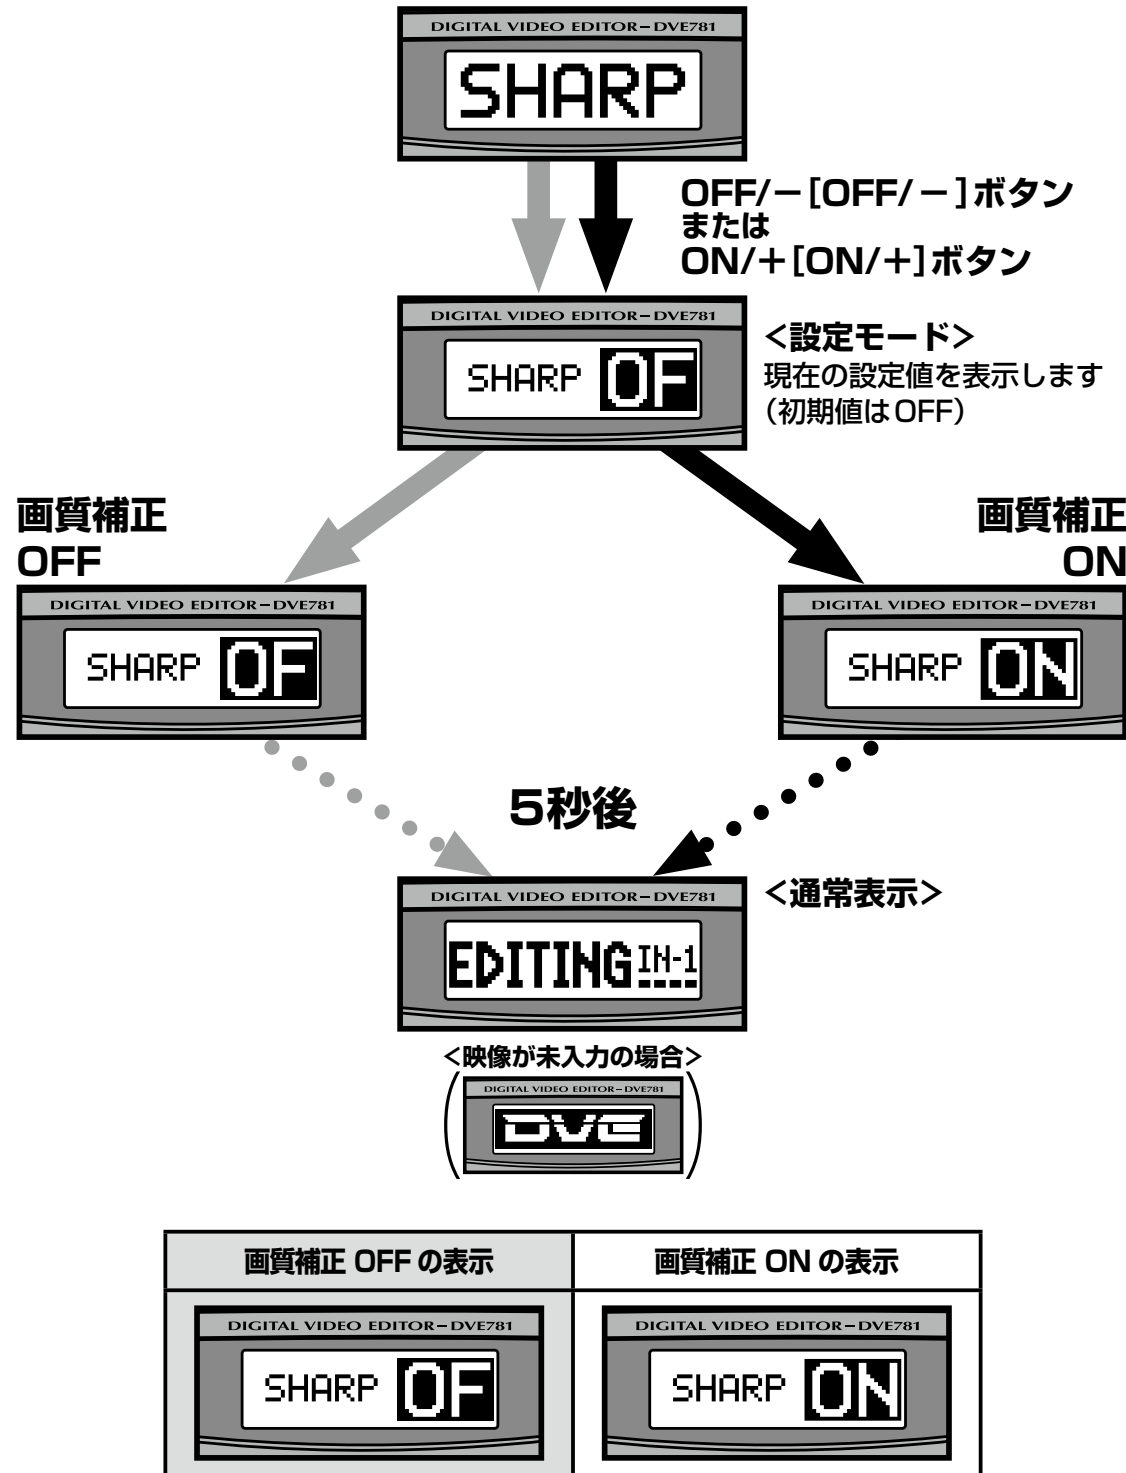 DIGITAL VIDEO EDITOR−DVE781
SHARP
OFF/−[OFF/−]ボタン
または
ON/＋[ON/＋]ボタン
DIGITAL VIDEO EDITOR−DVE781
SHARP OF
＜設定モード＞
現在の設定値を表示します
（初期値はOFF）
画質補正
OFF
画質補正
ON
DIGITAL VIDEO EDITOR−DVE781
SHARP OF
DIGITAL VIDEO EDITOR−DVE781
SHARP ON
5秒後
DIGITAL VIDEO EDITOR−DVE781
EDITING IN-1
＜通常表示＞
＜映像が未入力の場合＞
DIGITAL VIDEO EDITOR−DVE781
DVE
画質補正 OFF の表示
画質補正 ON の表示
DIGITAL VIDEO EDITOR−DVE781
SHARP OF
DIGITAL VIDEO EDITOR−DVE781
SHARP ON